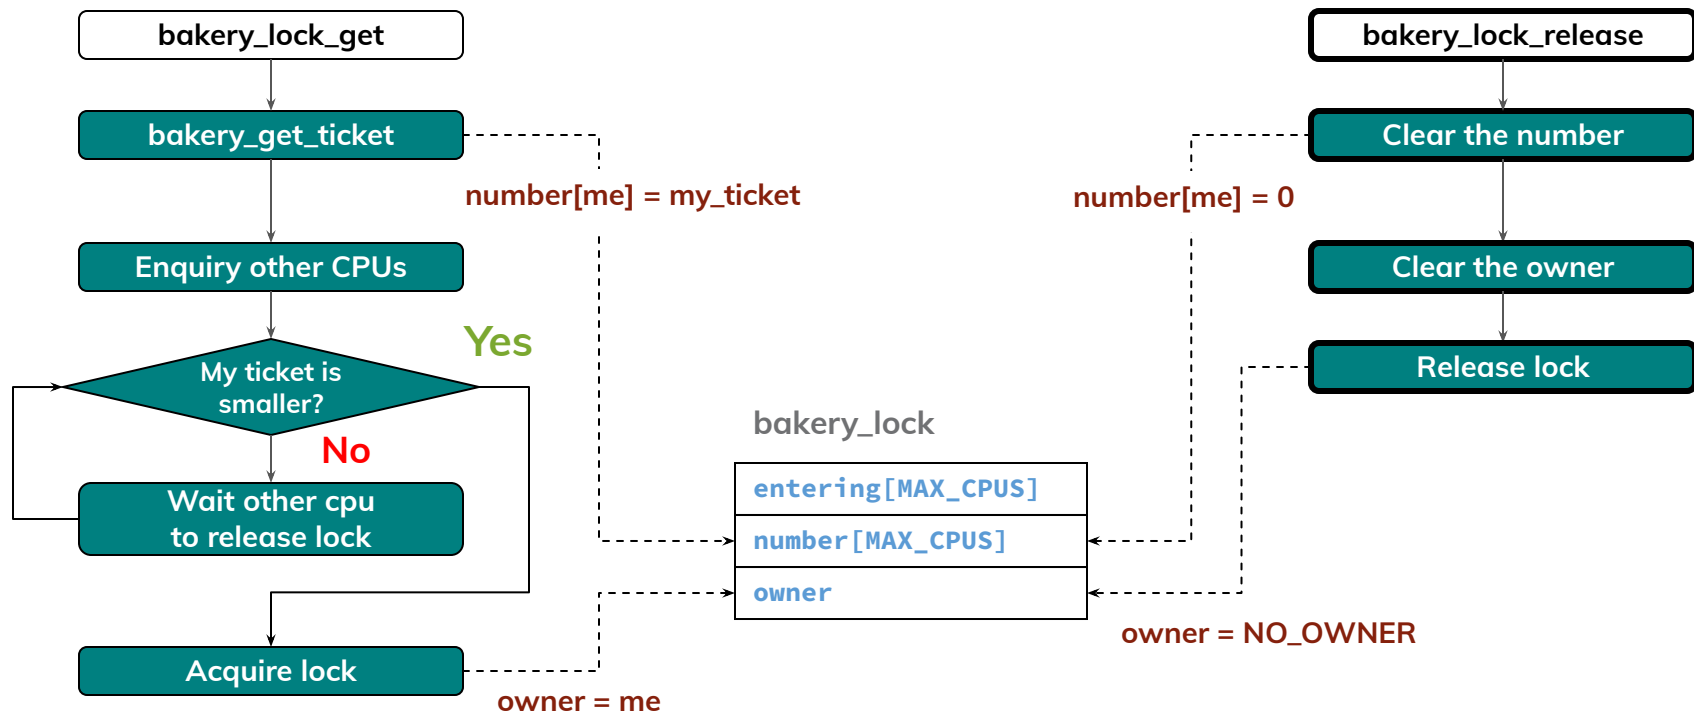 bakery_lock_get
bakery_get_ticket
number[me] = my_ticket
Enquiry other CPUs
My ticket is
smaller?
Yes
No
Wait other cpu
to release lock
Acquire lock
owner = me
bakery_lock
entering[MAX_CPUS]
number[MAX_CPUS]
owner
bakery_lock_release
Clear the number
number[me] = 0
Clear the owner
Release lock
owner = NO_OWNER